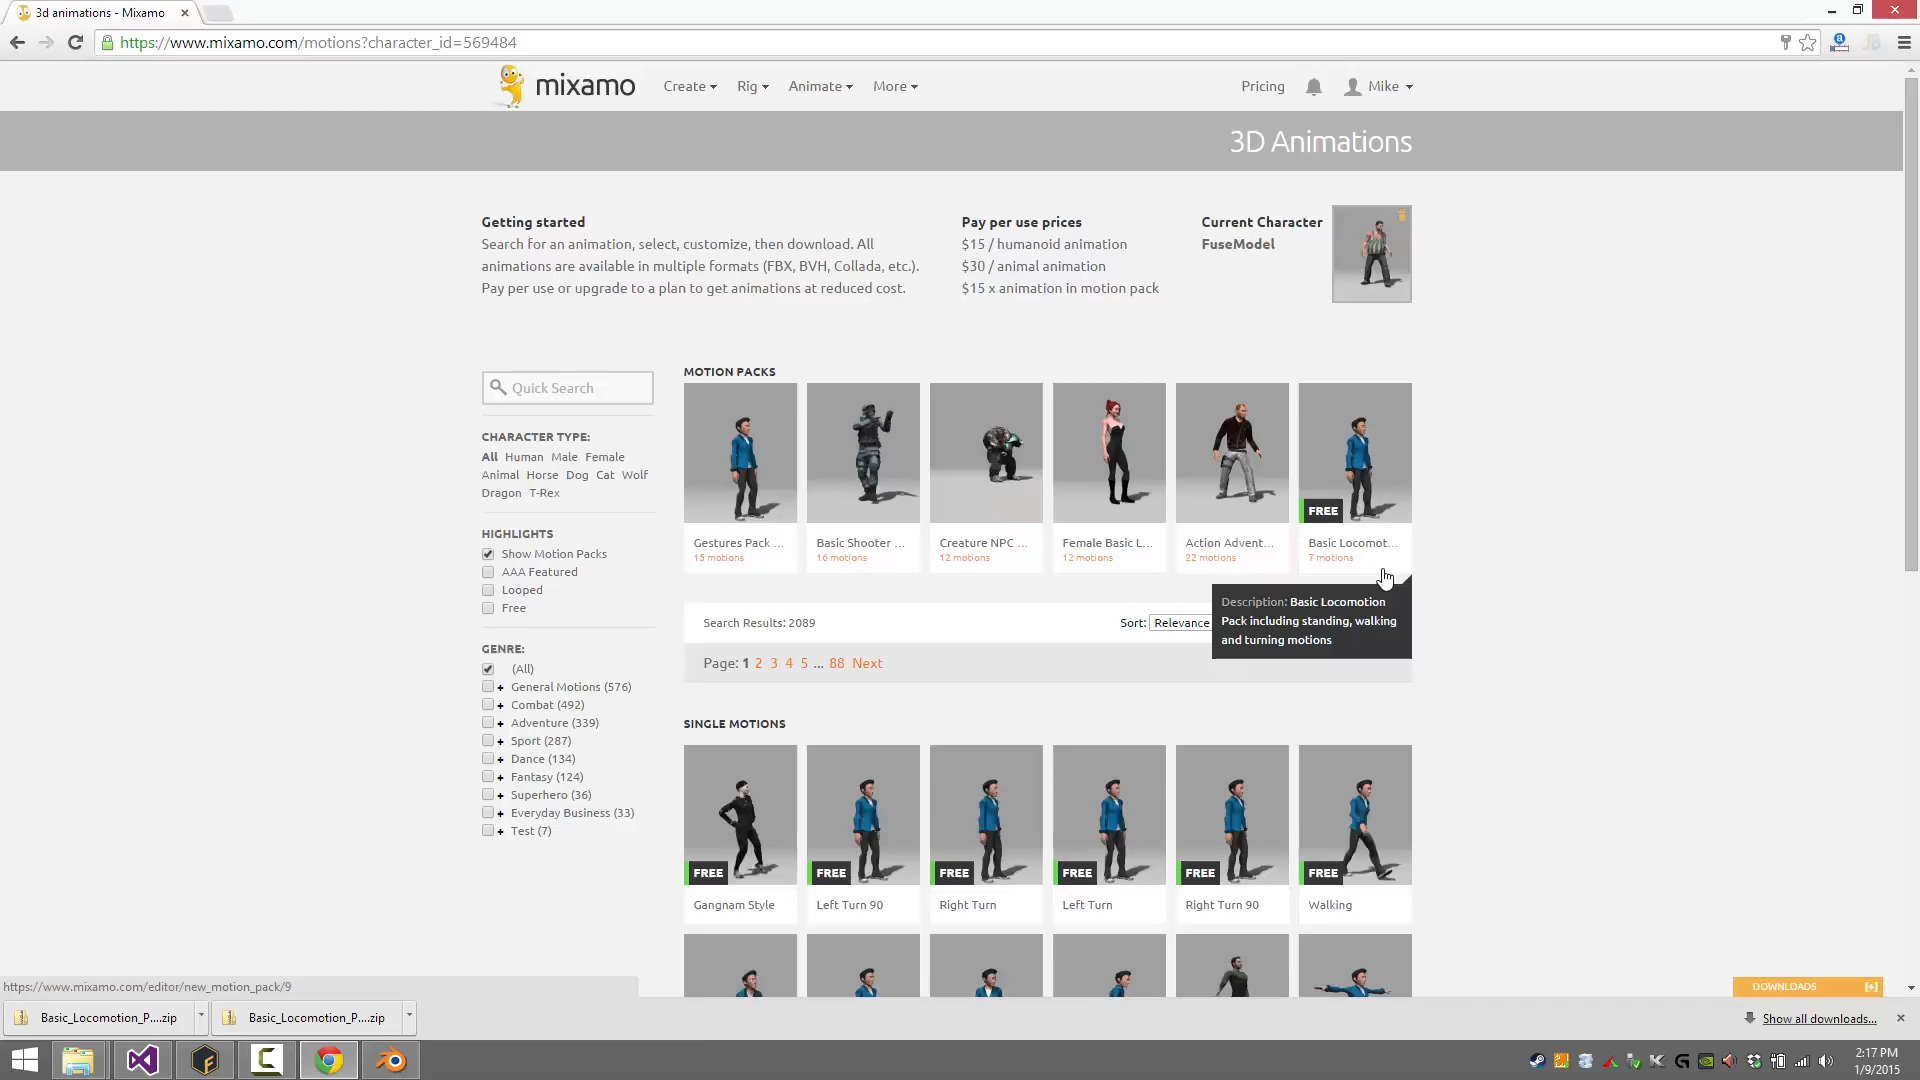 3d animations - Mixamo
https://www.mixamo.com/motions?character_id=569484
mixamo Create Rig Animate More Pricing Mike
3D Animations
Getting started
Search for an animation, select, customize, then download. All
animations are available in multiple formats (FBX, BVH, Collada, etc.).
Pay per use or upgrade to a plan to get animations at reduced cost.
Pay per use prices
$15 / humanoid animation
$30 / animal animation
$15 x animation in motion pack
Current Character
FuseModel
Quick Search
CHARACTER TYPE:
All Human Male Female
Animal Horse Dog Cat Wolf
Dragon T-Rex
HIGHLIGHTS
Show Motion Packs
AAA Featured
Looped
Free
GENRE:
(All)
+ General Motions (576)
+ Combat (492)
+ Adventure (339)
+ Sport (287)
+ Dance (134)
+ Fantasy (124)
+ Superhero (36)
+ Everyday Business (33)
+ Test (7)
MOTION PACKS
FREE
Gestures Pack ... Basic Shooter ... Creature NPC ... Female Basic L... Action Advent... Basic Locomot...
15 motions 16 motions 12 motions 12 motions 22 motions 7 motions
Description: Basic Locomotion
Pack including standing, walking
and turning motions
Search Results: 2089 Sort: Relevance
Page: 1 2 3 4 5 ... 88 Next
SINGLE MOTIONS
FREE FREE FREE FREE FREE FREE
Gangnam Style Left Turn 90 Right Turn Left Turn Right Turn 90 Walking
https://www.mixamo.com/editor/new_motion_pack/9
DOWNLOADS [+]
Basic_Locomotion_P....zip Basic_Locomotion_P....zip Show all downloads...
2:17 PM
1/9/2015